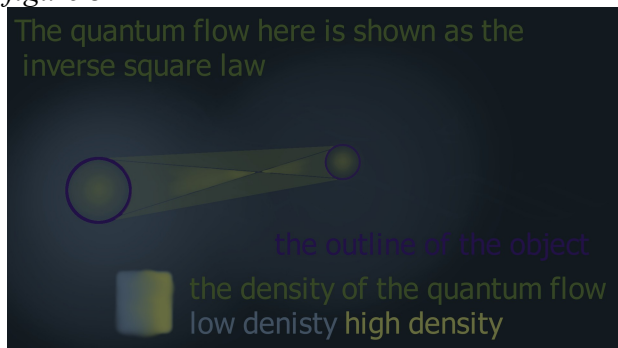 The quantum flow here is shown as the
inverse square law
the outline of the object
the density of the quantum flow
low denisty high density